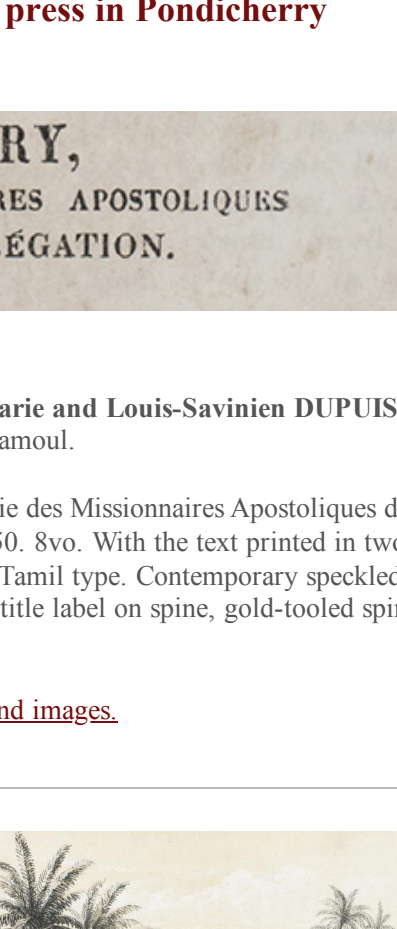 press in Pondicherry
RY,
RES APOSTOLIQUES
ÉGATION.
arie and Louis-Savinien DUPUIS
amoul.
ie des Missionnaires Apostoliques d
50. 8vo. With the text printed in two
Tamil type. Contemporary speckled
title label on spine, gold-tooled spi
nd images.